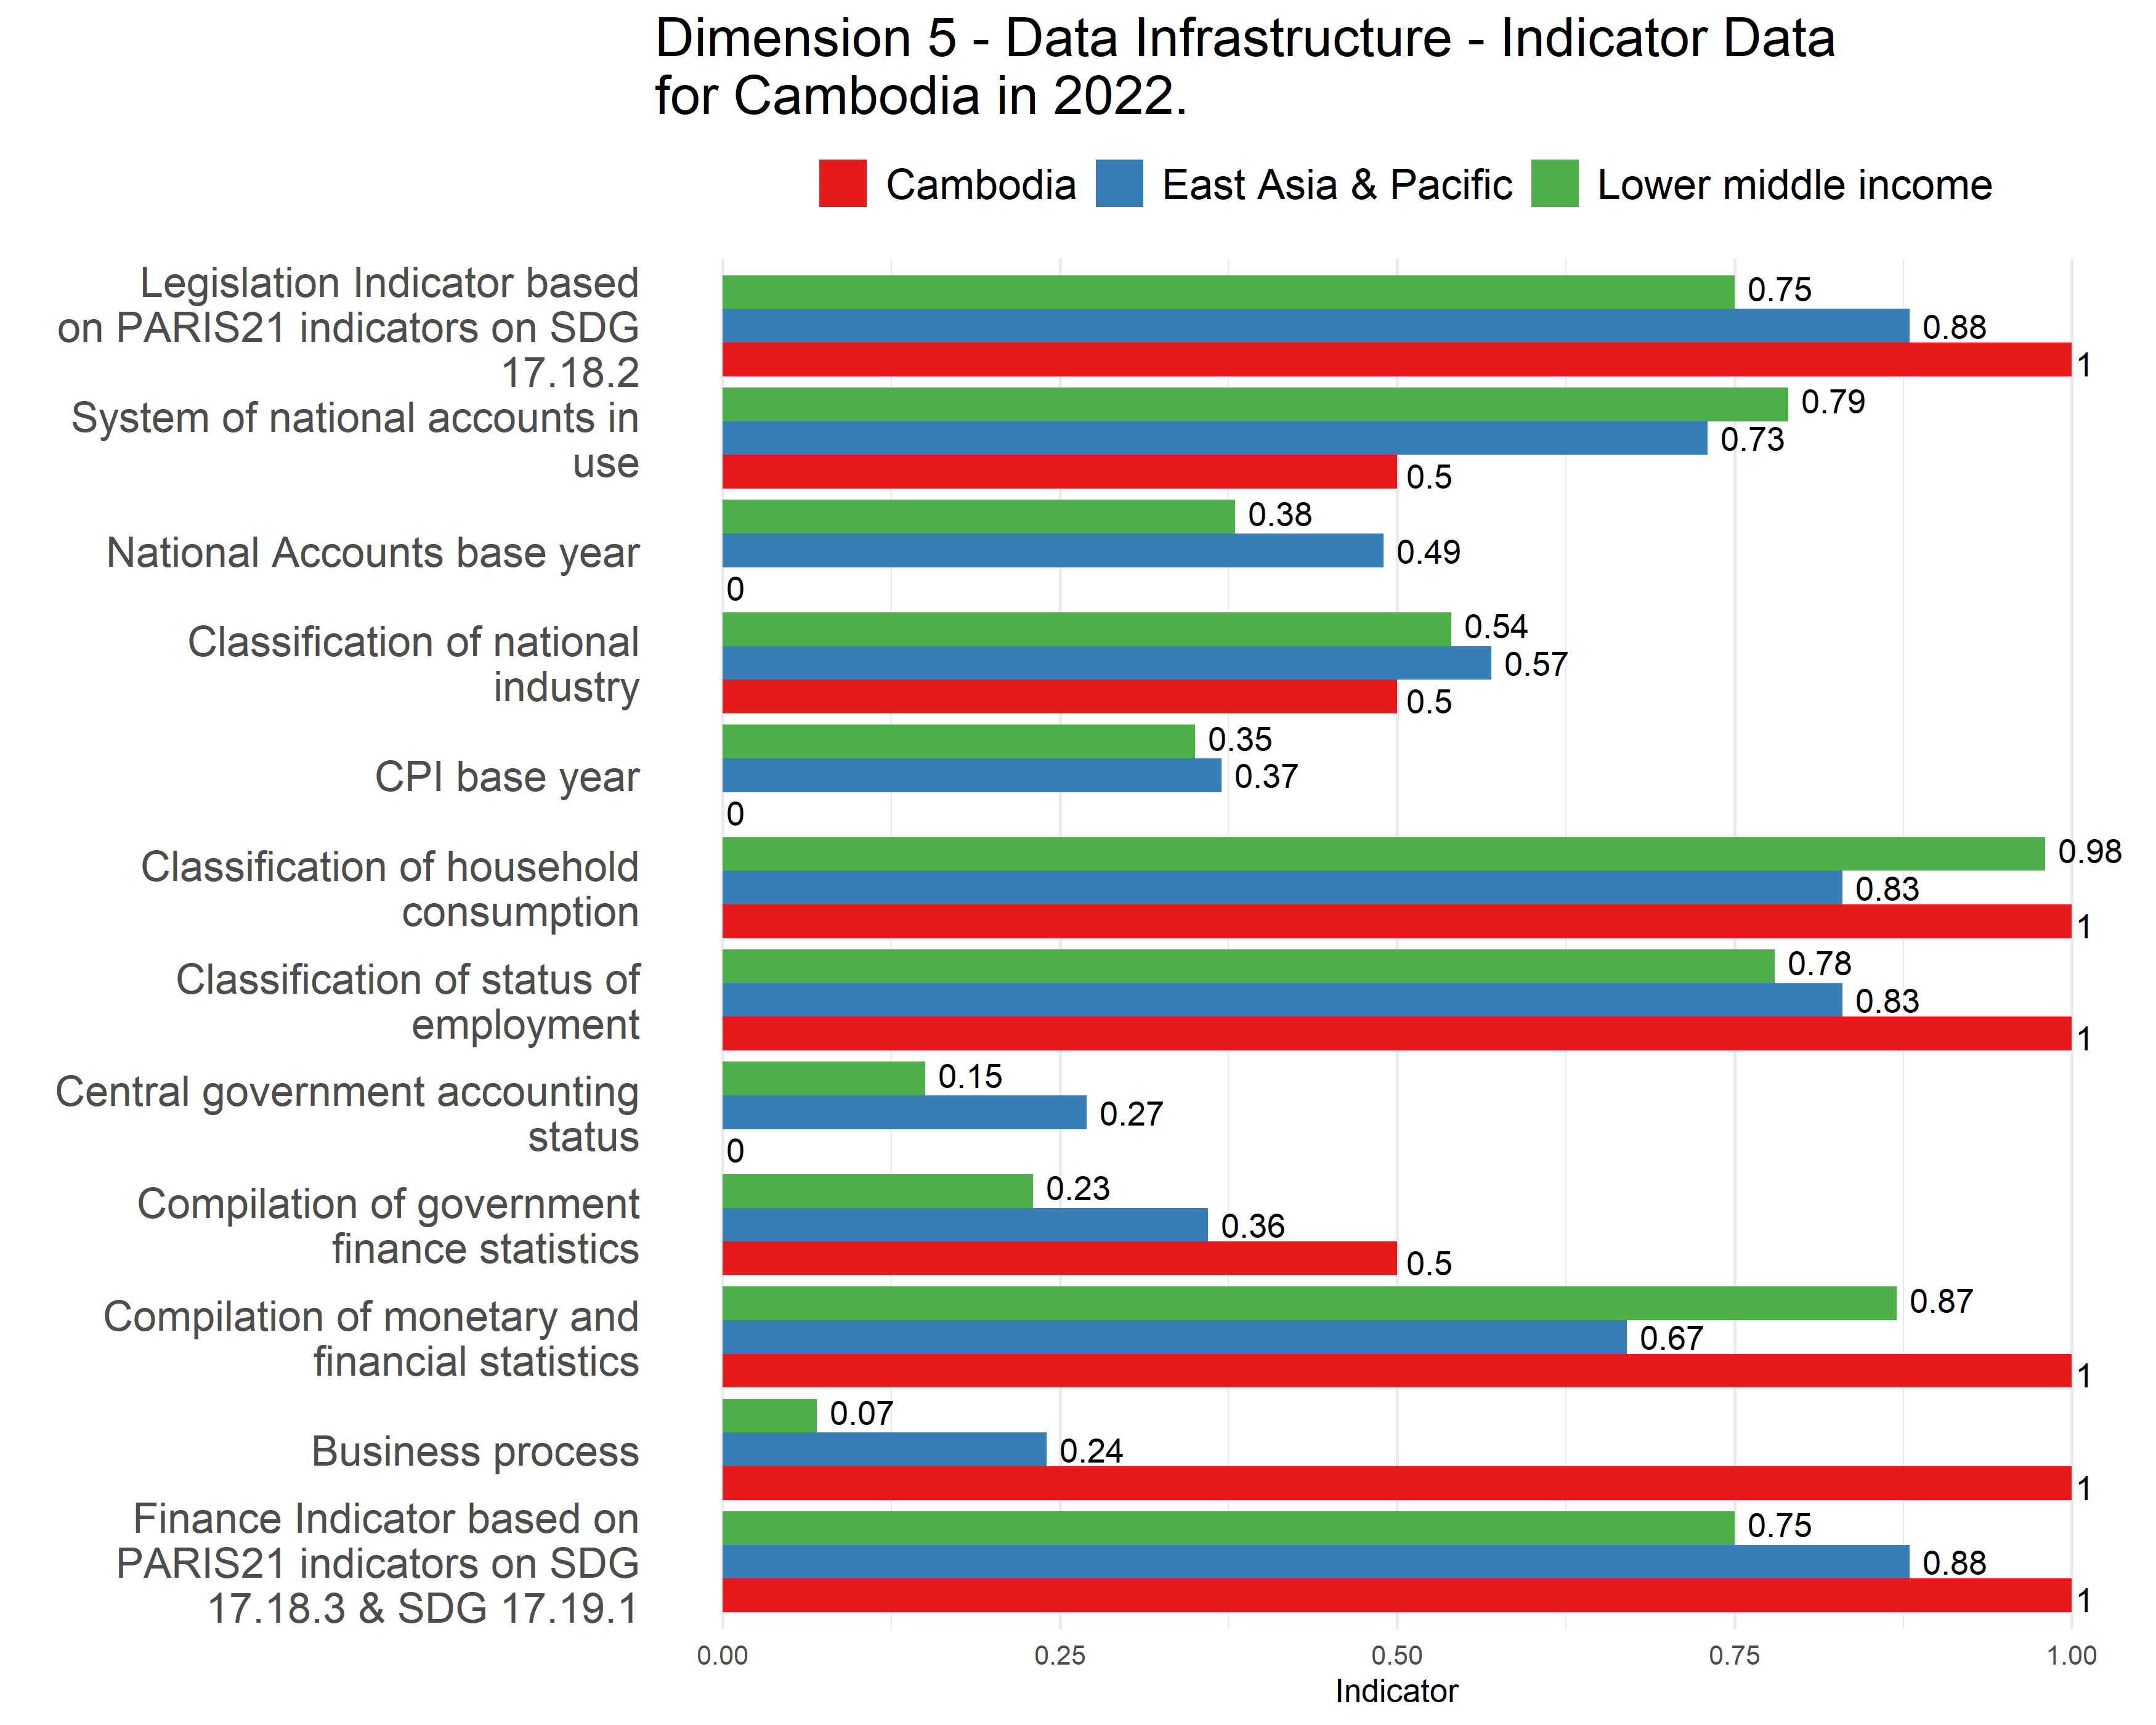 Dimension 5 - Data Infrastructure - Indicator Data
for Cambodia in 2022.
Cambodia
East Asia & Pacific
Lower middle income
Legislation Indicator based
on PARIS21 indicators on SDG
17.18.2
0.75
0.88
1
System of national accounts in
use
0.79
0.73
0.5
National Accounts base year
0.38
0.49
0
Classification of national
industry
0.54
0.57
0.5
CPI base year
0.35
0.37
0
Classification of household
consumption
0.98
0.83
1
Classification of status of
employment
0.78
0.83
1
Central government accounting
status
0.15
0.27
0
Compilation of government
finance statistics
0.23
0.36
0.5
Compilation of monetary and
financial statistics
0.87
0.67
1
Business process
0.07
0.24
1
Finance Indicator based on
PARIS21 indicators on SDG
17.18.3 & SDG 17.19.1
0.75
0.88
1
0.00
0.25
0.50
0.75
1.00
Indicator